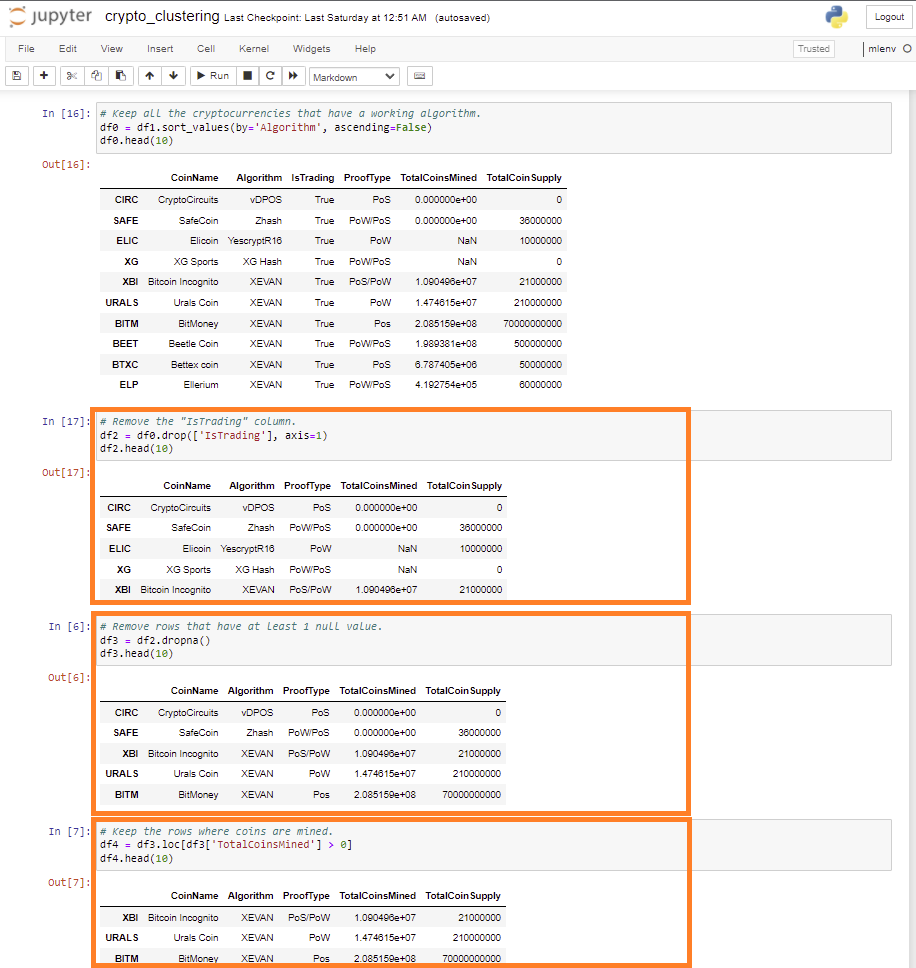 jupyter crypto_clustering Last Checkpoint: Last Saturday at 12:51 AM (autosaved) Logout
File Edit View Insert Cell Kernel Widgets Help Trusted mlenv
Run Markdown
In [16]: # Keep all the cryptocurrencies that have a working algorithm.
df0 = df1.sort_values(by='Algorithm', ascending=False)
df0.head(10)
Out[16]:
CoinName Algorithm IsTrading ProofType TotalCoinsMined TotalCoinSupply
CIRC CryptoCircuits vDPOS True PoS 0.000000e+00 0
SAFE SafeCoin Zhash True PoW/PoS 0.000000e+00 36000000
ELIC Elicoin YescryptR16 True PoW NaN 10000000
XG XG Sports XG Hash True PoW/PoS NaN 0
XBI Bitcoin Incognito XEVAN True PoS/PoW 1.090496e+07 21000000
URALS Urals Coin XEVAN True PoW 1.474615e+07 210000000
BITM BitMoney XEVAN True Pos 2.085159e+08 70000000000
BEET Beetle Coin XEVAN True PoW/PoS 1.989381e+08 500000000
BTXC Bettex coin XEVAN True PoS 6.787405e+06 50000000
ELP Ellerium XEVAN True PoW/PoS 4.192754e+05 60000000
In [17]: # Remove the "IsTrading" column.
df2 = df0.drop(['IsTrading'], axis=1)
df2.head(10)
Out[17]:
CoinName Algorithm ProofType TotalCoinsMined TotalCoinSupply
CIRC CryptoCircuits vDPOS PoS 0.000000e+00 0
SAFE SafeCoin Zhash PoW/PoS 0.000000e+00 36000000
ELIC Elicoin YescryptR16 PoW NaN 10000000
XG XG Sports XG Hash PoW/PoS NaN 0
XBI Bitcoin Incognito XEVAN PoS/PoW 1.090496e+07 21000000
In [6]: # Remove rows that have at least 1 null value.
df3 = df2.dropna()
df3.head(10)
Out[6]:
CoinName Algorithm ProofType TotalCoinsMined TotalCoinSupply
CIRC CryptoCircuits vDPOS PoS 0.000000e+00 0
SAFE SafeCoin Zhash PoW/PoS 0.000000e+00 36000000
XBI Bitcoin Incognito XEVAN PoS/PoW 1.090496e+07 21000000
URALS Urals Coin XEVAN PoW 1.474615e+07 210000000
BITM BitMoney XEVAN Pos 2.085159e+08 70000000000
In [7]: # Keep the rows where coins are mined.
df4 = df3.loc[df3['TotalCoinsMined'] > 0]
df4.head(10)
Out[7]:
CoinName Algorithm ProofType TotalCoinsMined TotalCoinSupply
XBI Bitcoin Incognito XEVAN PoS/PoW 1.090496e+07 21000000
URALS Urals Coin XEVAN PoW 1.474615e+07 210000000
BITM BitMoney XEVAN Pos 2.085159e+08 70000000000